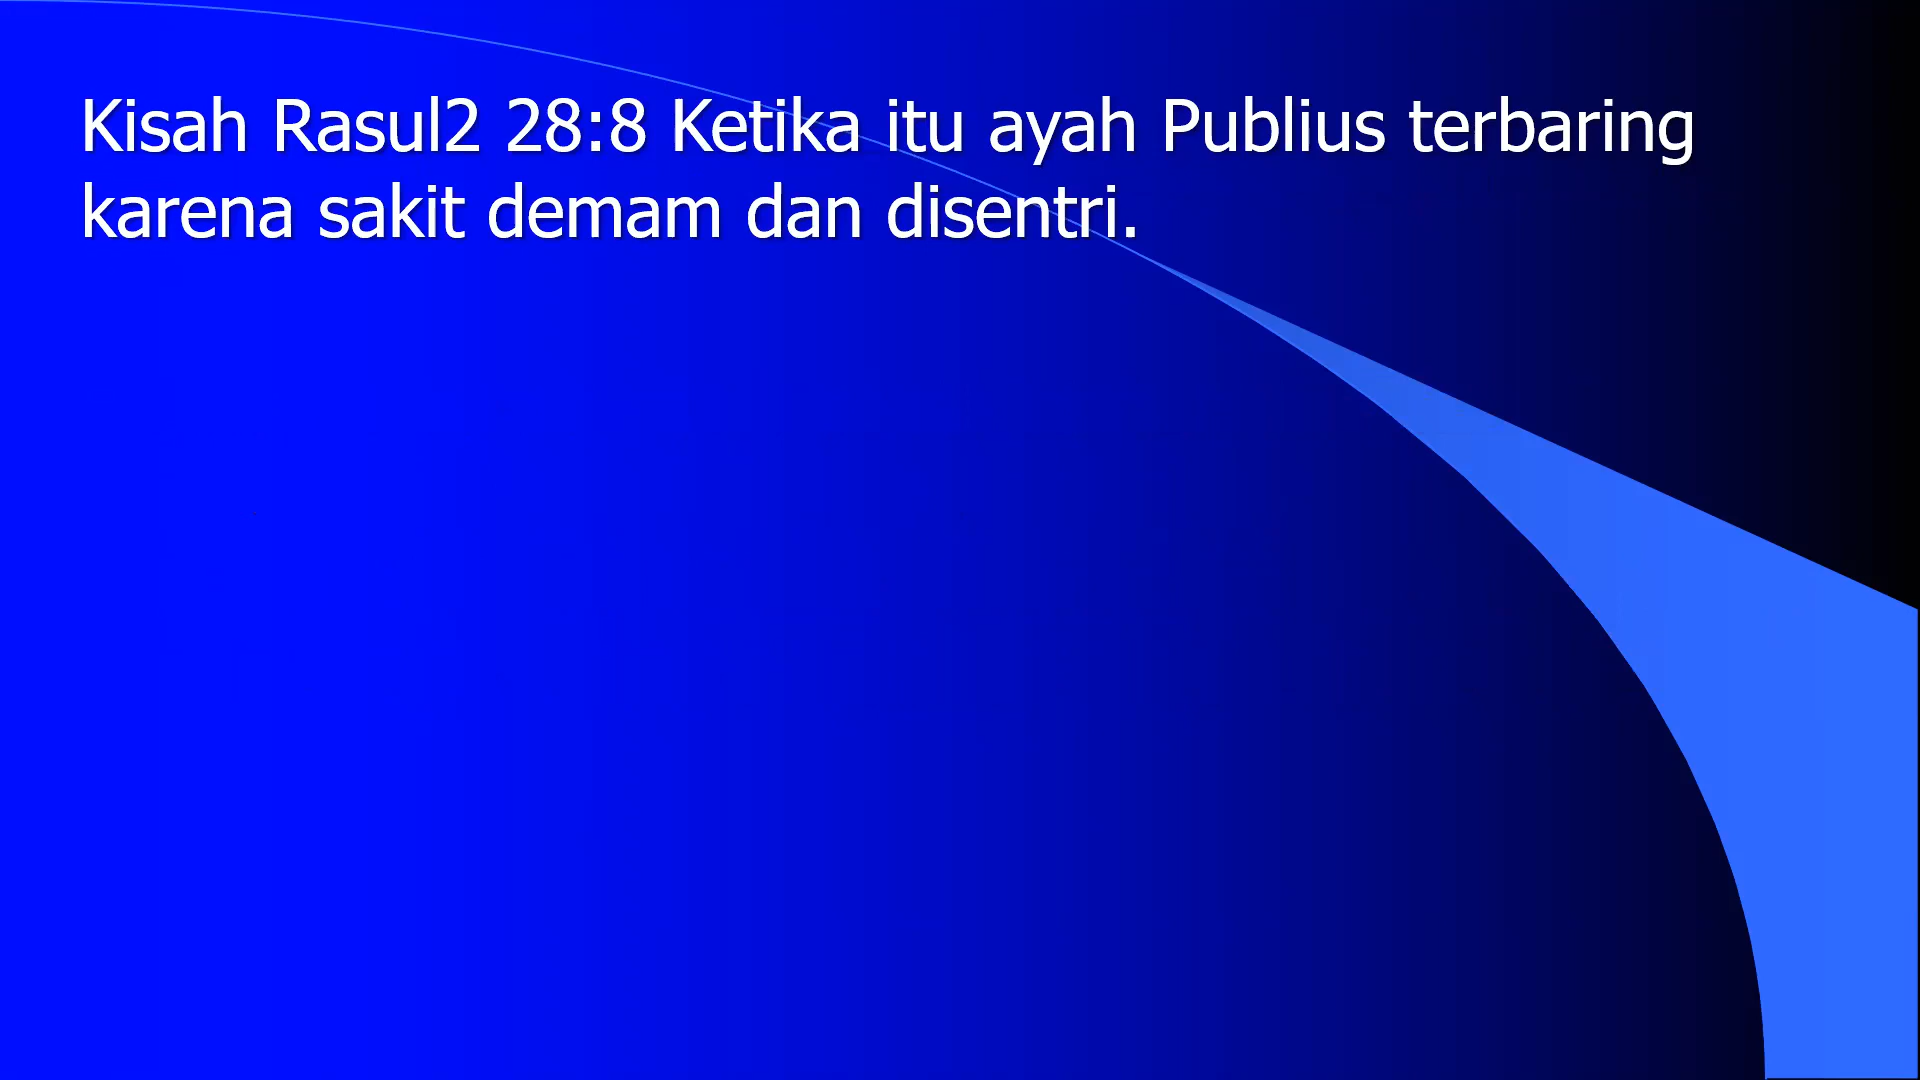 Kisah Rasul2 28:8 Ketika itu ayah Publius terbaring
karena sakit demam dan disentri.